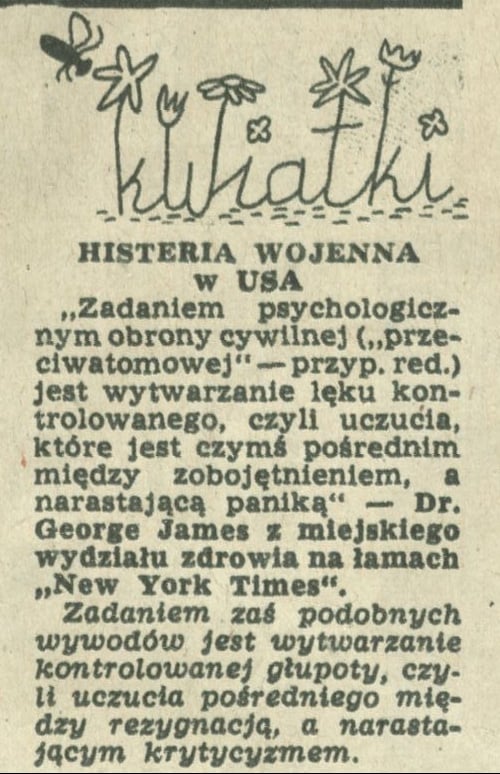 kwiatki
HISTERIA WOJENNA
w USA
„Zadaniem psychologicz-
nym obrony cywilnej („prze-
ciwatomowej“ — przyp. red.)
jest wytwarzanie lęku kon-
trolowanego, czyli uczucia,
które jest czymś pośrednim
między zobojętnieniem, a
narastającą paniką“ — Dr.
George James z miejskiego
wydziału zdrowia na łamach
„New York Times“.
Zadaniem zaś podobnych
wywodów jest wytwarzanie
kontrolowanej głupoty, czy-
li uczucia pośredniego mię-
dzy rezygnacją, a narasta-
jącym krytycyzmem.